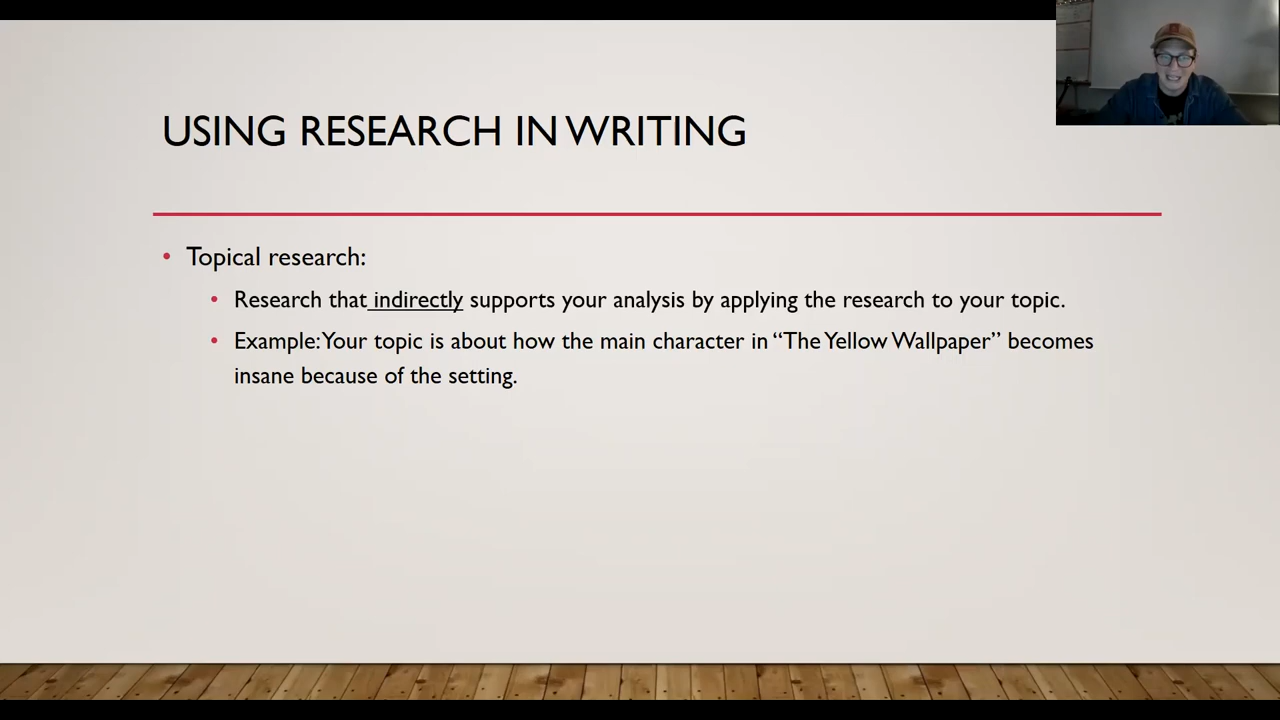 USING RESEARCH IN WRITING
Topical research:
Research that indirectly supports your analysis by applying the research to your topic.
Example: Your topic is about how the main character in “The Yellow Wallpaper” becomes
insane because of the setting.